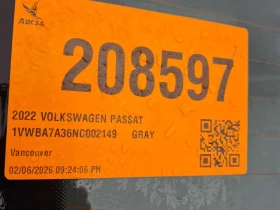 ADESA
208597
2022 VOLKSWAGEN PASSAT
1VWBA7A36NC002149 GRAY
Vancouver
02/06/2026 09:24:06 PM